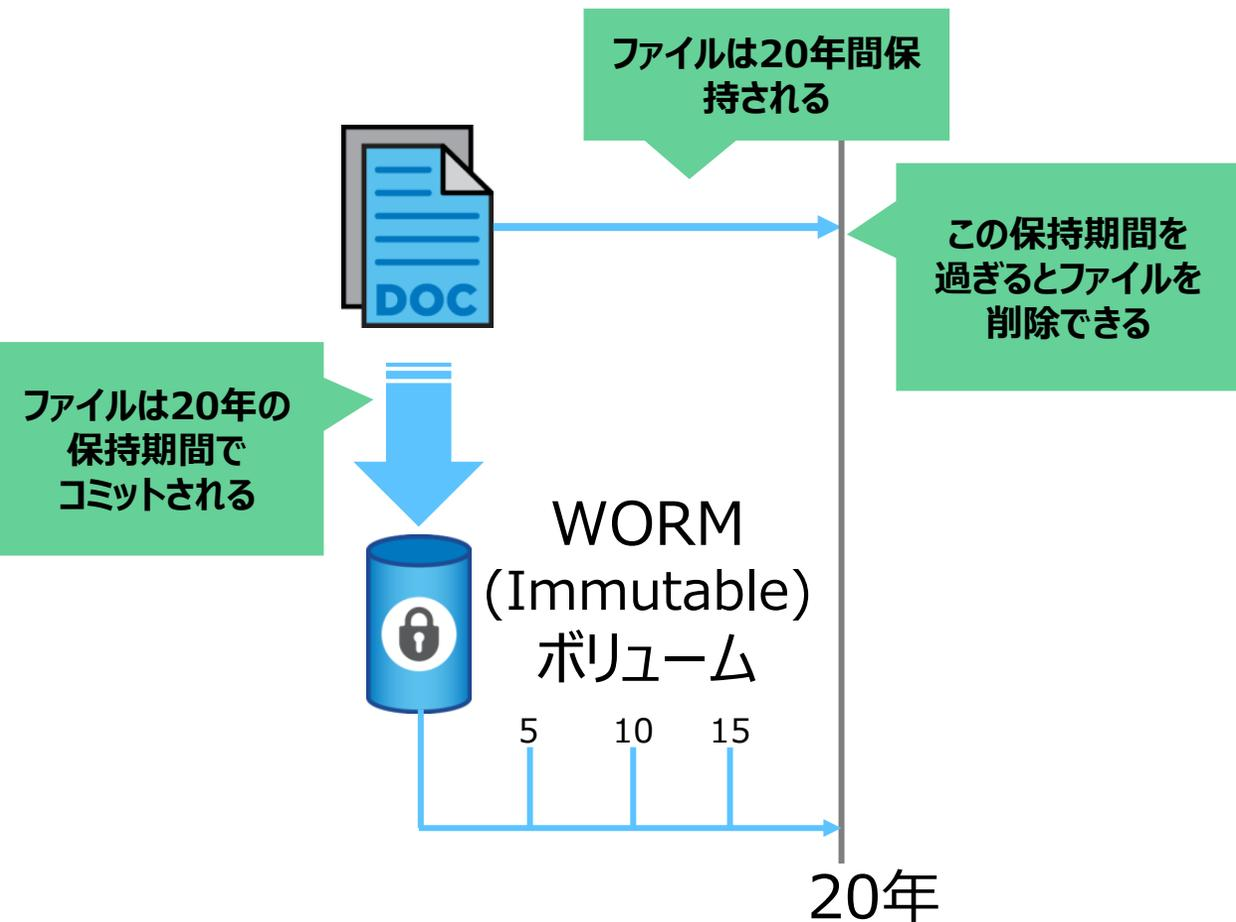 ファイルは20年間保
持される
この保持期間を
過ぎるとファイルを
削除できる
DOC
ファイルは20年の
保持期間で
コミットされる
WORM
(Immutable)
ボリューム
5 10 15
20年